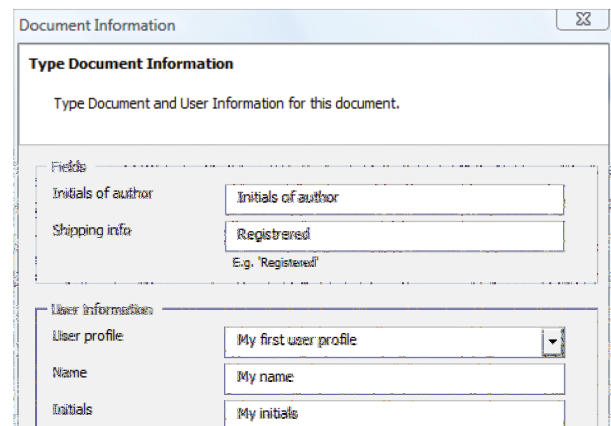 Document Information
Type Document Information
Type Document and User Information for this document.
Fields
Initials of author Initials of author
Shipping info Registrered
E.g. 'Registered'
User Information
User profile My first user profile
Name My name
Initials My initials